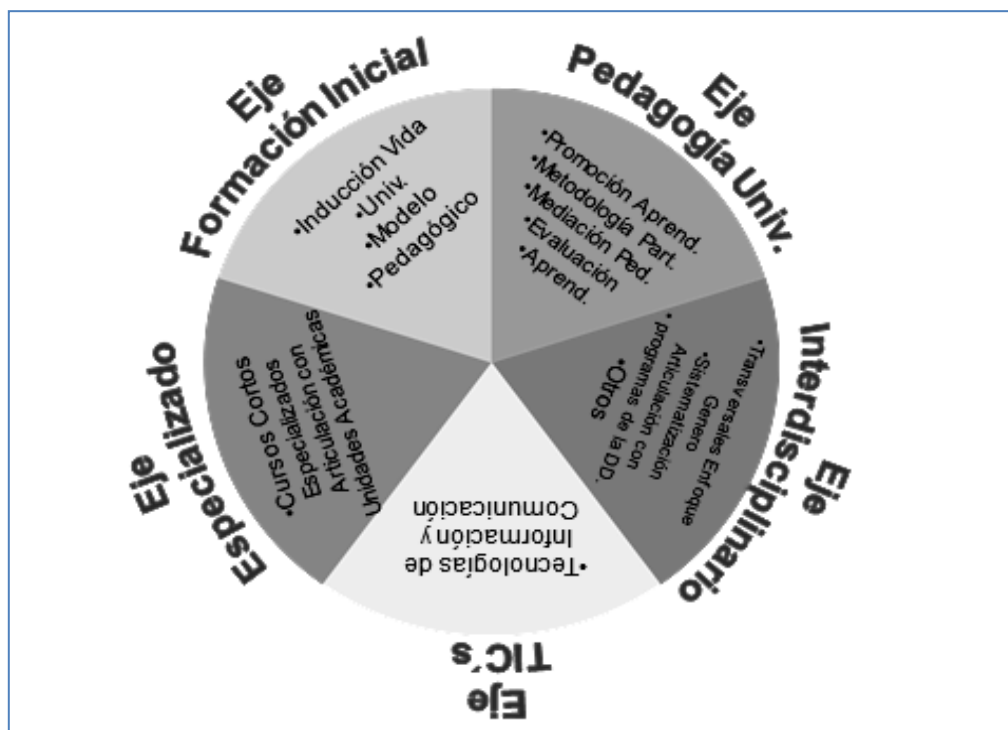 Eje
Formación Inicial
•Inducción Vida
•Univ.
•Modelo
•Pedagógico
Eje
Pedagogía Univ.
•Promoción Aprend.
•Metodología Part.
•Mediación Ped.
•Evaluación
•Aprend.
Eje
Interdisciplinario
•Transversales Enfoque
Genero
•Sistematización
Articulación con
•programas de la DD.
•Otros
Eje
TIC´s
•Tecnologías de
Información y
Comunicación
Eje
Especializado
•Cursos Cortos
Especializados
Articulación con
Unidades Académicas